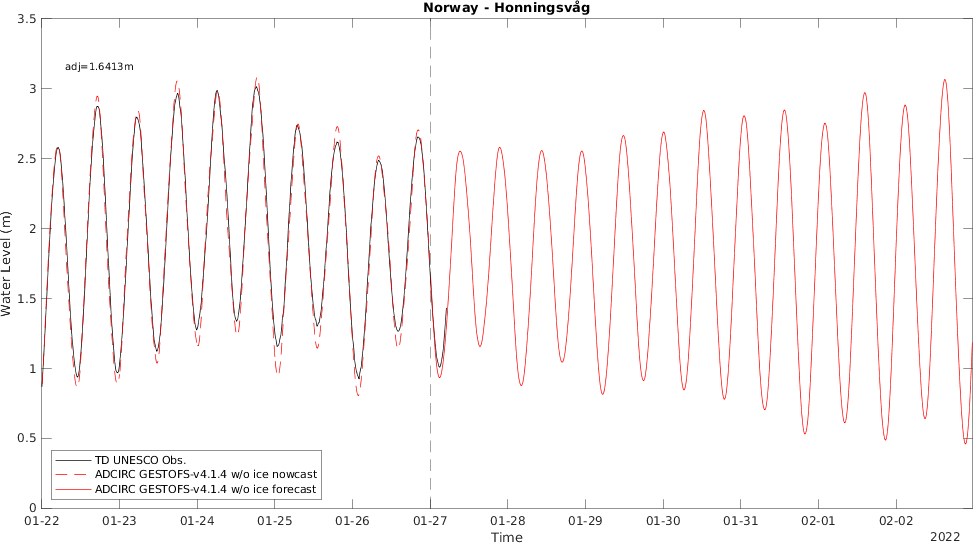 Norway - Honningsvåg
adj=1.6413m
3.5
3
2.5
2
1.5
1
0.5
0
Water Level (m)
TD UNESCO Obs.
ADCIRC GESTOFS-v4.1.4 w/o ice nowcast
ADCIRC GESTOFS-v4.1.4 w/o ice forecast
01-22 01-23 01-24 01-25 01-26 01-27 01-28 01-29 01-30 01-31 02-01 02-02
Time
2022